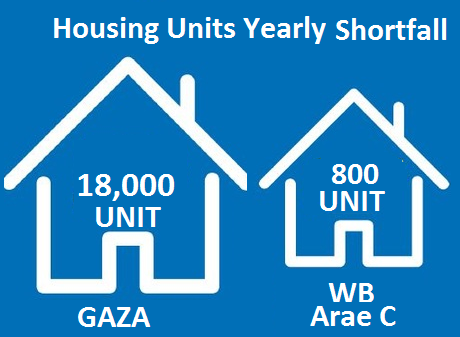 Housing Units Yearly Shortfall
18,000
UNIT
GAZA
800
UNIT
WB
Arae C